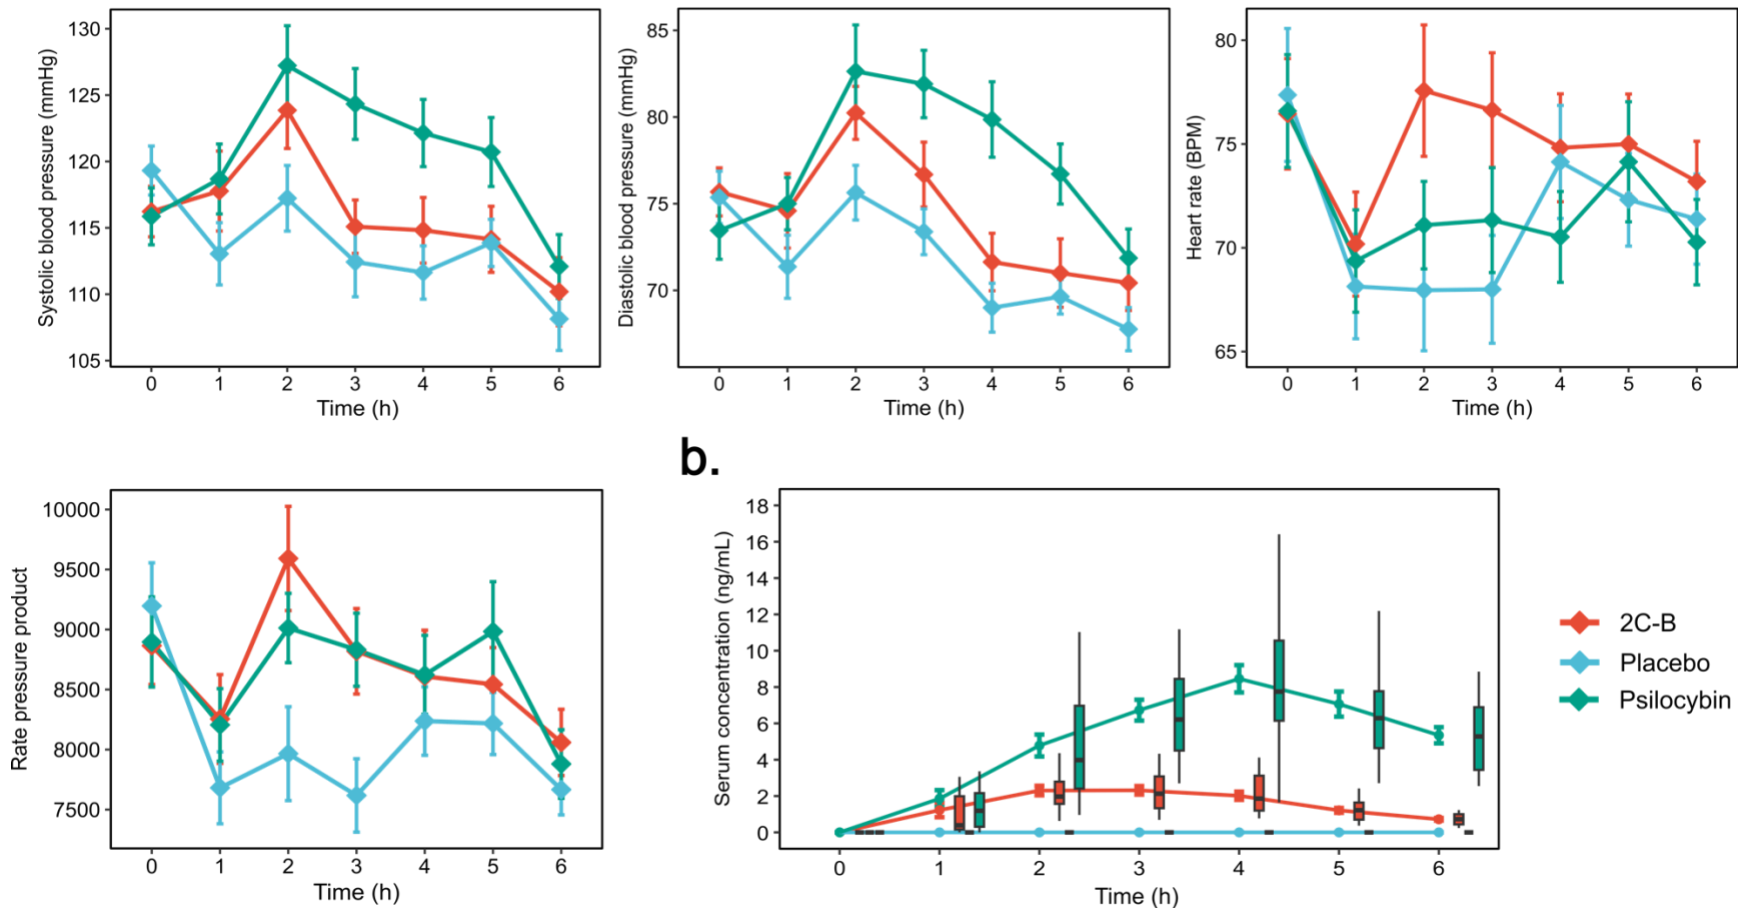 Systolic blood pressure (mmHg)
130
125
120
115
110
105
0 1 2 3 4 5 6
Time (h)
Diastolic blood pressure (mmHg)
85
80
75
70
0 1 2 3 4 5 6
Time (h)
Heart rate (BPM)
80
75
70
65
0 1 2 3 4 5 6
Time (h)
Rate pressure product
10000
9500
9000
8500
8000
7500
0 1 2 3 4 5 6
Time (h)
b.
Serum concentration (ng/mL)
18
16
14
12
10
8
6
4
2
0
0 1 2 3 4 5 6
Time (h)
2C-B
Placebo
Psilocybin